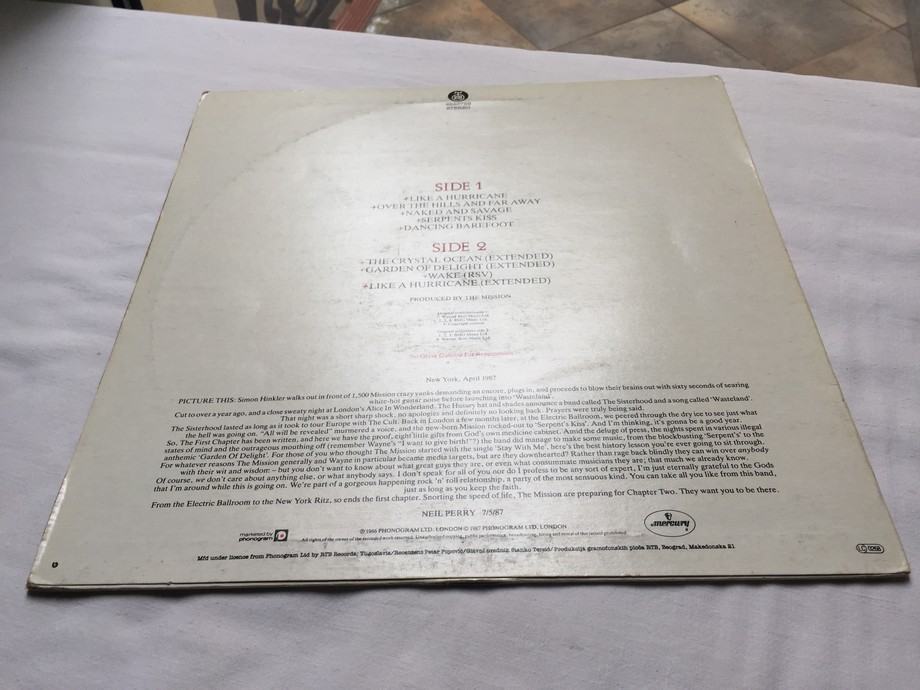 STEREO
SIDE 1
+LIKE A HURRICANE
+OVER THE HILLS AND FAR AWAY
+NAKED AND SAVAGE
+SERPENTS KISS
+DANCING BAREFOOT
SIDE 2
+THE CRYSTAL OCEAN (EXTENDED)
+GARDEN OF DELIGHT (EXTENDED)
+WAKE (RSV)
+LIKE A HURRICANE (EXTENDED)
PRODUCED BY THE MISSION
New York, April 1987
PICTURE THIS: Simon Hinkler walks out in front of 1,500 Mission crazy yanks demanding an encore, plugs in, and proceeds to blow their brains out with sixty seconds of searing
white-hot guitar noise before launching into 'Wasteland'.
Cut to over a year ago, and a close sweaty night at London's Alice In Wonderland. The Hussey hat and shades announce a band called The Sisterhood and a song called 'Wasteland'.
That night was a short sharp shock, no apologies and definitely no looking back. Prayers were truly being said.
The Sisterhood lasted as long as it took to tour Europe with The Cult. Back in London a few months later, at the Electric Ballroom, we peered through the dry ice to see just what
the hell was going on. "All will be revealed" murmered a voice, and the new-born Mission rocked-out to 'Serpent's Kiss'. And I'm thinking, it's gonna be a good year.
So, The First Chapter has been written, and here we have the proof, eight little gifts from God's own medicine cabinet. Amid the deluge of press, the nights spent in various illegal
states of mind and the outrageous mouthing off (remember Wayne's "I want to give birth!"?) the band did manage to make some music, from the blockbusting 'Serpent's' to the
anthemic 'Garden Of Delight'. For those of you who thought The Mission started with the single 'Stay With Me', here's the best history lesson you're ever going to sit through.
For whatever reasons The Mission generally and Wayne in particular became media targets, but are they downhearted? Rather than rage back blindly they can win over anybody
with their wit and wisdom – but you don't want to know about what great guys they are, or even what consummate musicians they are; that much we already know.
Of course, we don't care about anything else, or what anybody says. I don't speak for all of you nor do I profess to be any sort of expert, I'm just eternally grateful to the Gods
that I'm around while this is going on. We're part of a gorgeous happening rock 'n' roll relationship, a party of the most sensuous kind. You can take all you like from this band,
just as long as you keep the faith.
From the Electric Ballroom to the New York Ritz, so ends the first chapter. Snorting the speed of life, The Mission are preparing for Chapter Two. They want you to be there.
NEIL PERRY 7/5/87
marketed by
phonogram
℗ 1986 PHONOGRAM LTD. LONDON © 1987 PHONOGRAM LTD. LONDON
mercury
Mfd under licence from Phonogram Ltd by RTB Records, Yugoslavia/Recenzent Petar Popović/Glavni urednik Stanko Terzić/Produkcija gramofonskih ploča RTB, Beograd, Makedonska 21
LC 0268